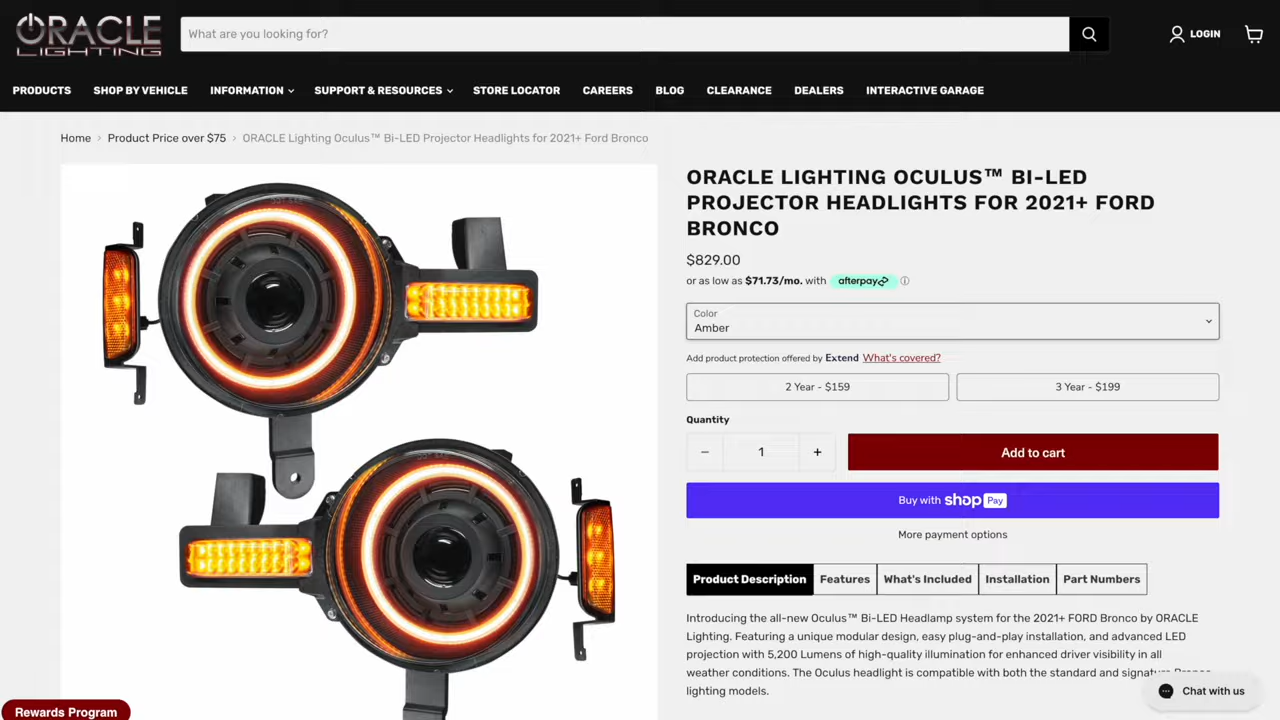 ORACLE
LIGHTING
What are you looking for?
LOGIN
PRODUCTS
SHOP BY VEHICLE
INFORMATION
SUPPORT & RESOURCES
STORE LOCATOR
CAREERS
BLOG
CLEARANCE
DEALERS
INTERACTIVE GARAGE
Home > Product Price over $75 > ORACLE Lighting Oculus™ Bi-LED Projector Headlights for 2021+ Ford Bronco
ORACLE LIGHTING OCULUS™ BI-LED
PROJECTOR HEADLIGHTS FOR 2021+ FORD
BRONCO
$829.00
or as low as $71.73/mo. with afterpay
Color
Amber
Add product protection offered by Extend What's covered?
2 Year - $159
3 Year - $199
Quantity
− 1 +
Add to cart
Buy with shop Pay
More payment options
Product Description
Features
What's Included
Installation
Part Numbers
Introducing the all-new Oculus™ Bi-LED Headlamp system for the 2021+ FORD Bronco by ORACLE
Lighting. Featuring a unique modular design, easy plug-and-play installation, and advanced LED
projection with 5,200 Lumens of high-quality illumination for enhanced driver visibility in all
weather conditions. The Oculus headlight is compatible with both the standard and signature Bronco
lighting models.
Chat with us
Rewards Program